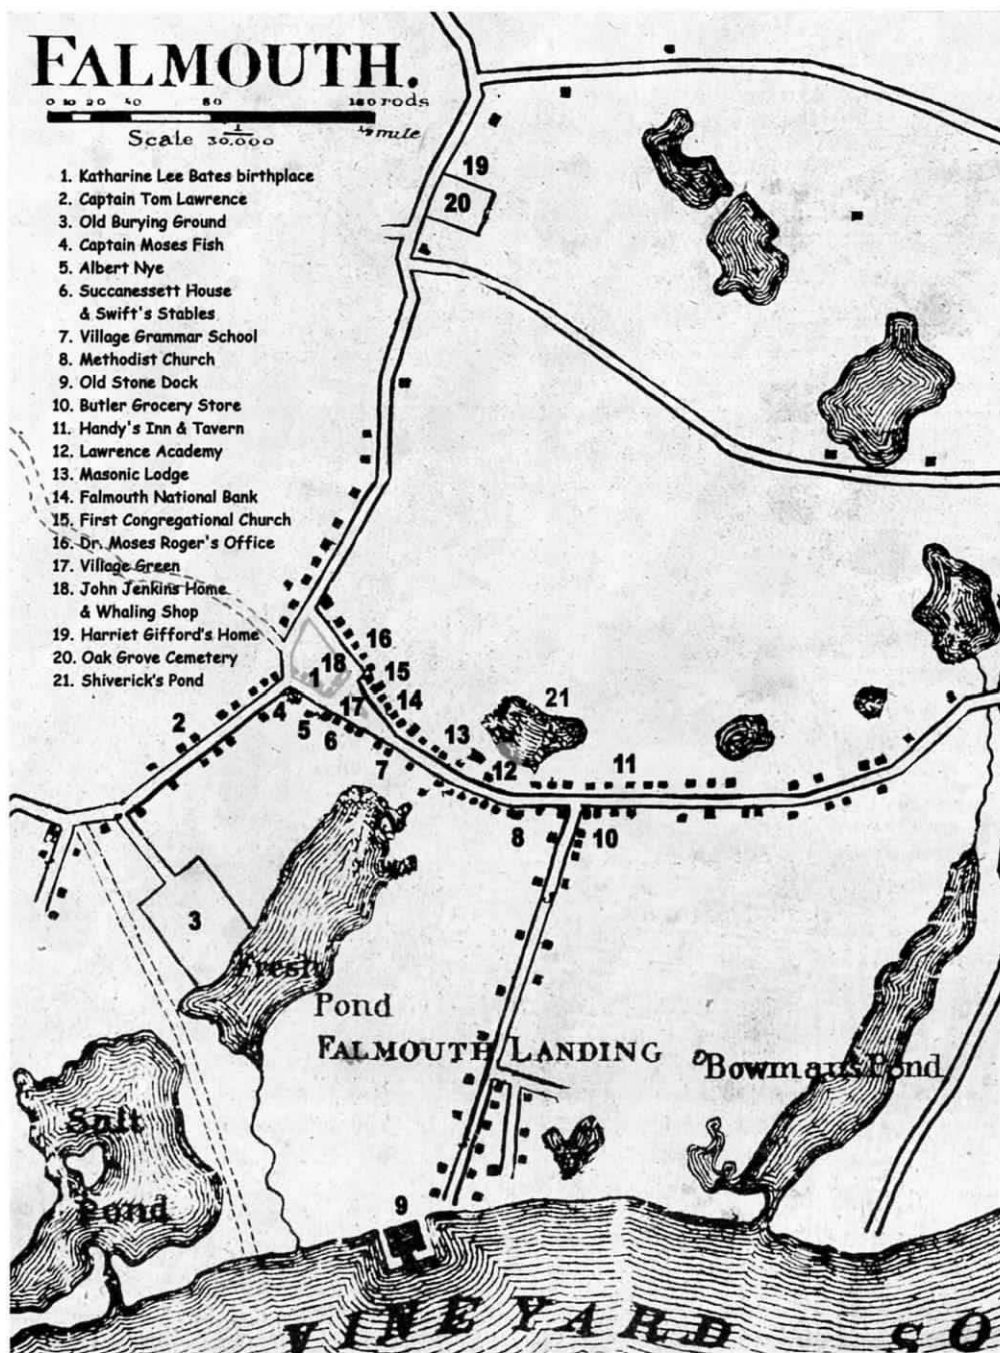 FALMOUTH.
0 10 20 40 80 160 rods
Scale 1/30.000 1/2 mile
1. Katharine Lee Bates birthplace
2. Captain Tom Lawrence
3. Old Burying Ground
4. Captain Moses Fish
5. Albert Nye
6. Succanessett House
& Swift's Stables
7. Village Grammar School
8. Methodist Church
9. Old Stone Dock
10. Butler Grocery Store
11. Handy's Inn & Tavern
12. Lawrence Academy
13. Masonic Lodge
14. Falmouth National Bank
15. First Congregational Church
16. Dr. Moses Roger's Office
17. Village Green
18. John Jenkins Home
& Whaling Shop
19. Harriet Gifford's Home
20. Oak Grove Cemetery
21. Shiverick's Pond
19
20
16
18
15
1
14
17
21
2
4
5
6
13
7
12
11
8
10
3
Fresh
Pond
FALMOUTH LANDING
Bowman's Pond
Salt
Pond
9
VINEYARD SO